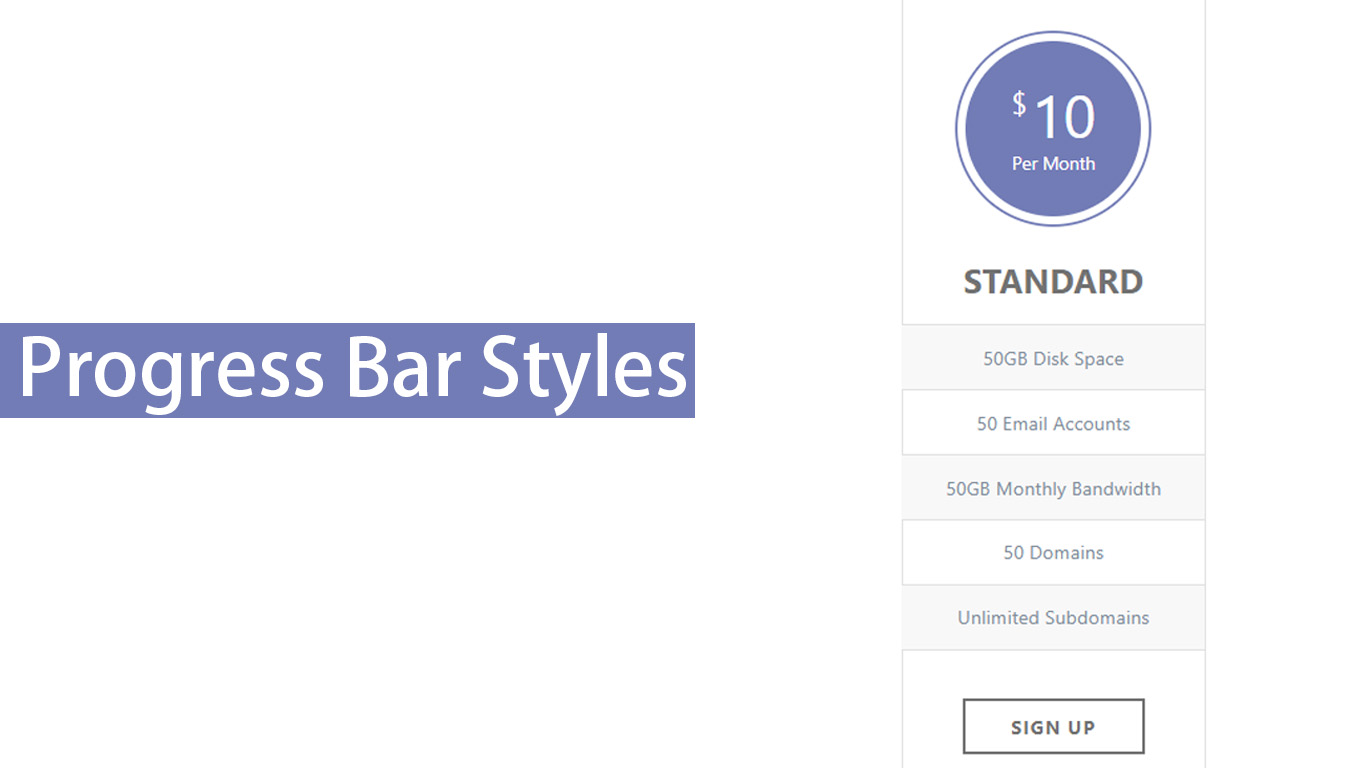 Progress Bar Styles
$10
Per Month
STANDARD
50GB Disk Space
50 Email Accounts
50GB Monthly Bandwidth
50 Domains
Unlimited Subdomains
SIGN UP